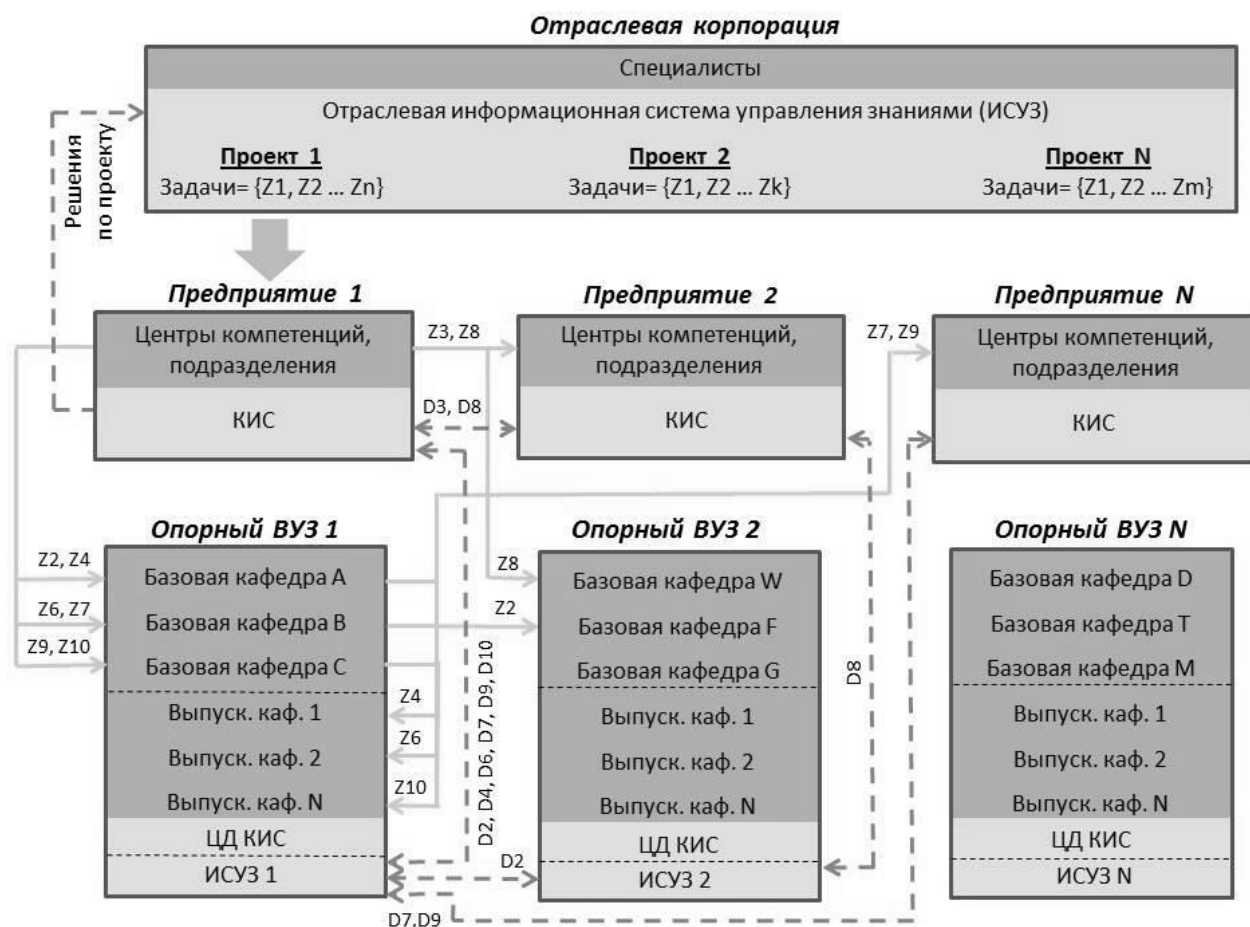 Отраслевая корпорация
Специалисты
Отраслевая информационная система управления знаниями (ИСУЗ)
Проект 1
Задачи= {Z1, Z2 ... Zn}
Проект 2
Задачи= {Z1, Z2 ... Zk}
Проект N
Задачи= {Z1, Z2 ... Zm}
Решения
по проекту
Предприятие 1
Центры компетенций,
подразделения
КИС
Z3, Z8
D3, D8
Предприятие 2
Центры компетенций,
подразделения
КИС
Z7, Z9
Предприятие N
Центры компетенций,
подразделения
КИС
Опорный ВУЗ 1
Z2, Z4
Базовая кафедра А
Z6, Z7
Базовая кафедра В
Z9, Z10
Базовая кафедра С
Z4
Выпуск. каф. 1
Z6
Выпуск. каф. 2
Z10
Выпуск. каф. N
ЦД КИС
ИСУЗ 1
D2, D4, D6, D7, D9, D10
D2
D7,D9
Опорный ВУЗ 2
Z8
Базовая кафедра W
Z2
Базовая кафедра F
Базовая кафедра G
Выпуск. каф. 1
Выпуск. каф. 2
Выпуск. каф. N
ЦД КИС
ИСУЗ 2
D8
Опорный ВУЗ N
Базовая кафедра D
Базовая кафедра T
Базовая кафедра M
Выпуск. каф. 1
Выпуск. каф. 2
Выпуск. каф. N
ЦД КИС
ИСУЗ N